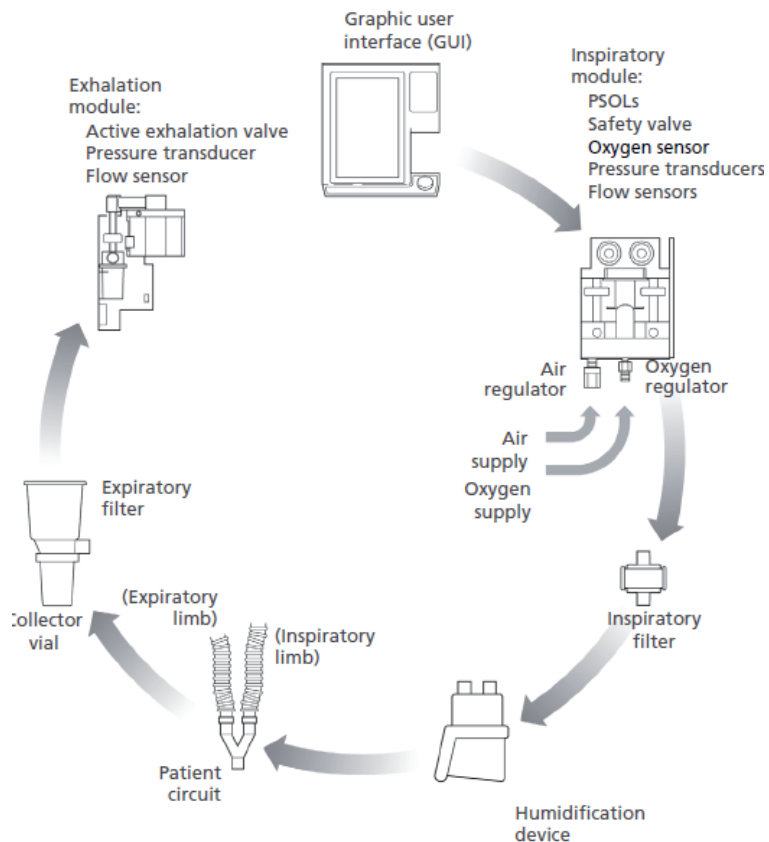 Graphic user
interface (GUI)
Inspiratory
module:
PSOLs
Safety valve
Oxygen sensor
Pressure transducers
Flow sensors
Exhalation
module:
Active exhalation valve
Pressure transducer
Flow sensor
Air
regulator
Oxygen
regulator
Air
supply
Oxygen
supply
Inspiratory
filter
Humidification
device
(Expiratory
limb)
(Inspiratory
limb)
Patient
circuit
Expiratory
filter
Collector
vial